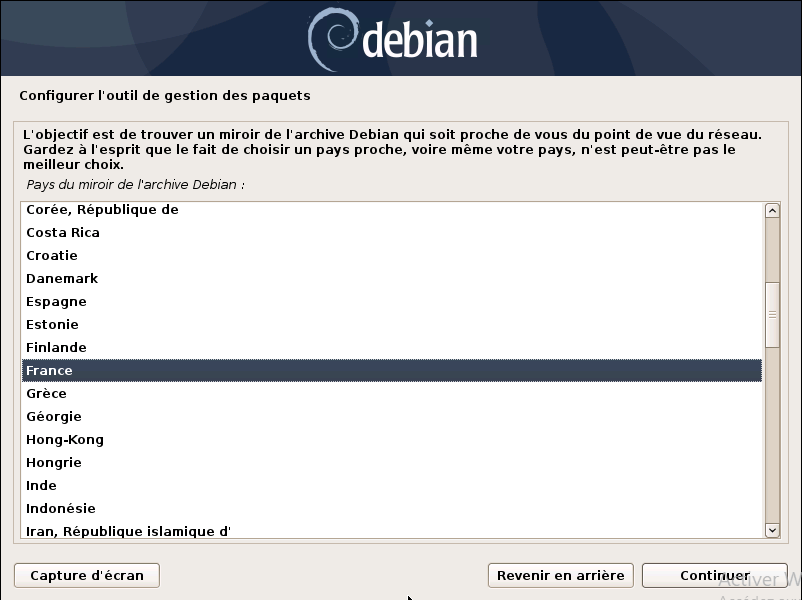 debian
Configurer l'outil de gestion des paquets
L'objectif est de trouver un miroir de l'archive Debian qui soit proche de vous du point de vue du réseau.
Gardez à l'esprit que le fait de choisir un pays proche, voire même votre pays, n'est peut-être pas le
meilleur choix.
Pays du miroir de l'archive Debian :
Corée, République de
Costa Rica
Croatie
Danemark
Espagne
Estonie
Finlande
France
Grèce
Géorgie
Hong-Kong
Hongrie
Inde
Indonésie
Iran, République islamique d'
Capture d'écran
Revenir en arrière
Continuer
Activer W